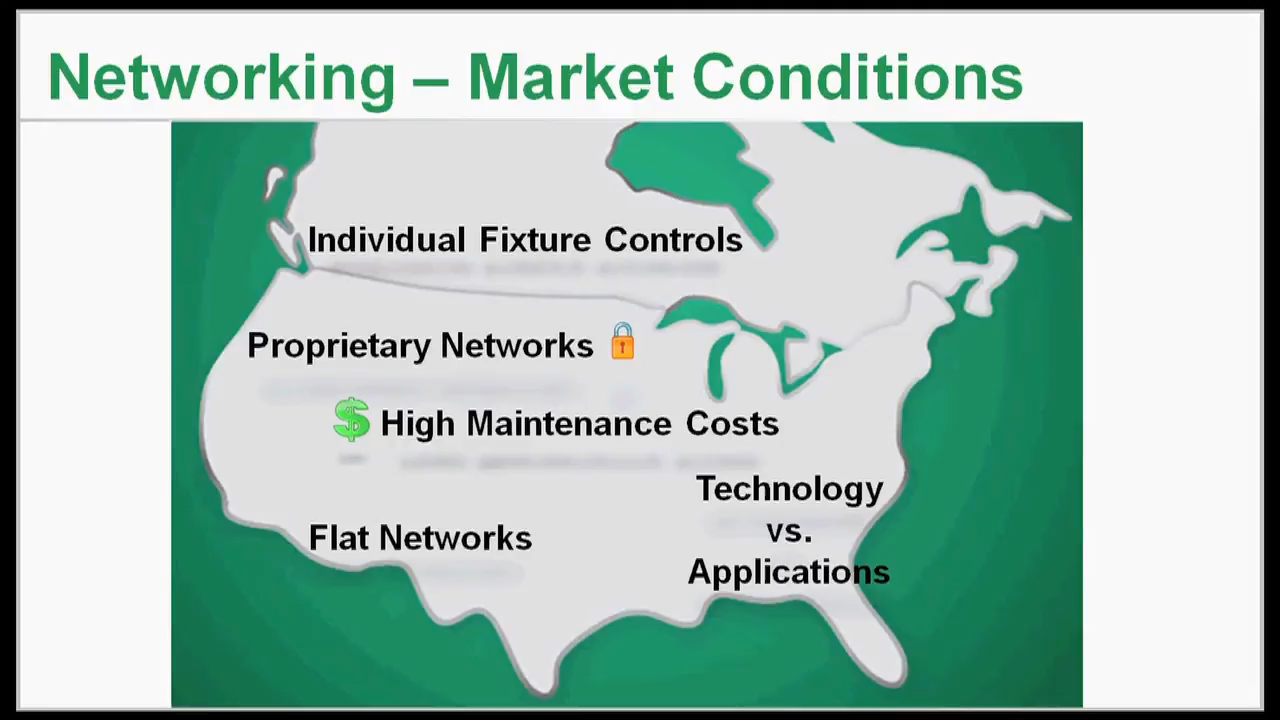 Networking – Market Conditions
Individual Fixture Controls
Proprietary Networks
High Maintenance Costs
Technology
vs.
Applications
Flat Networks